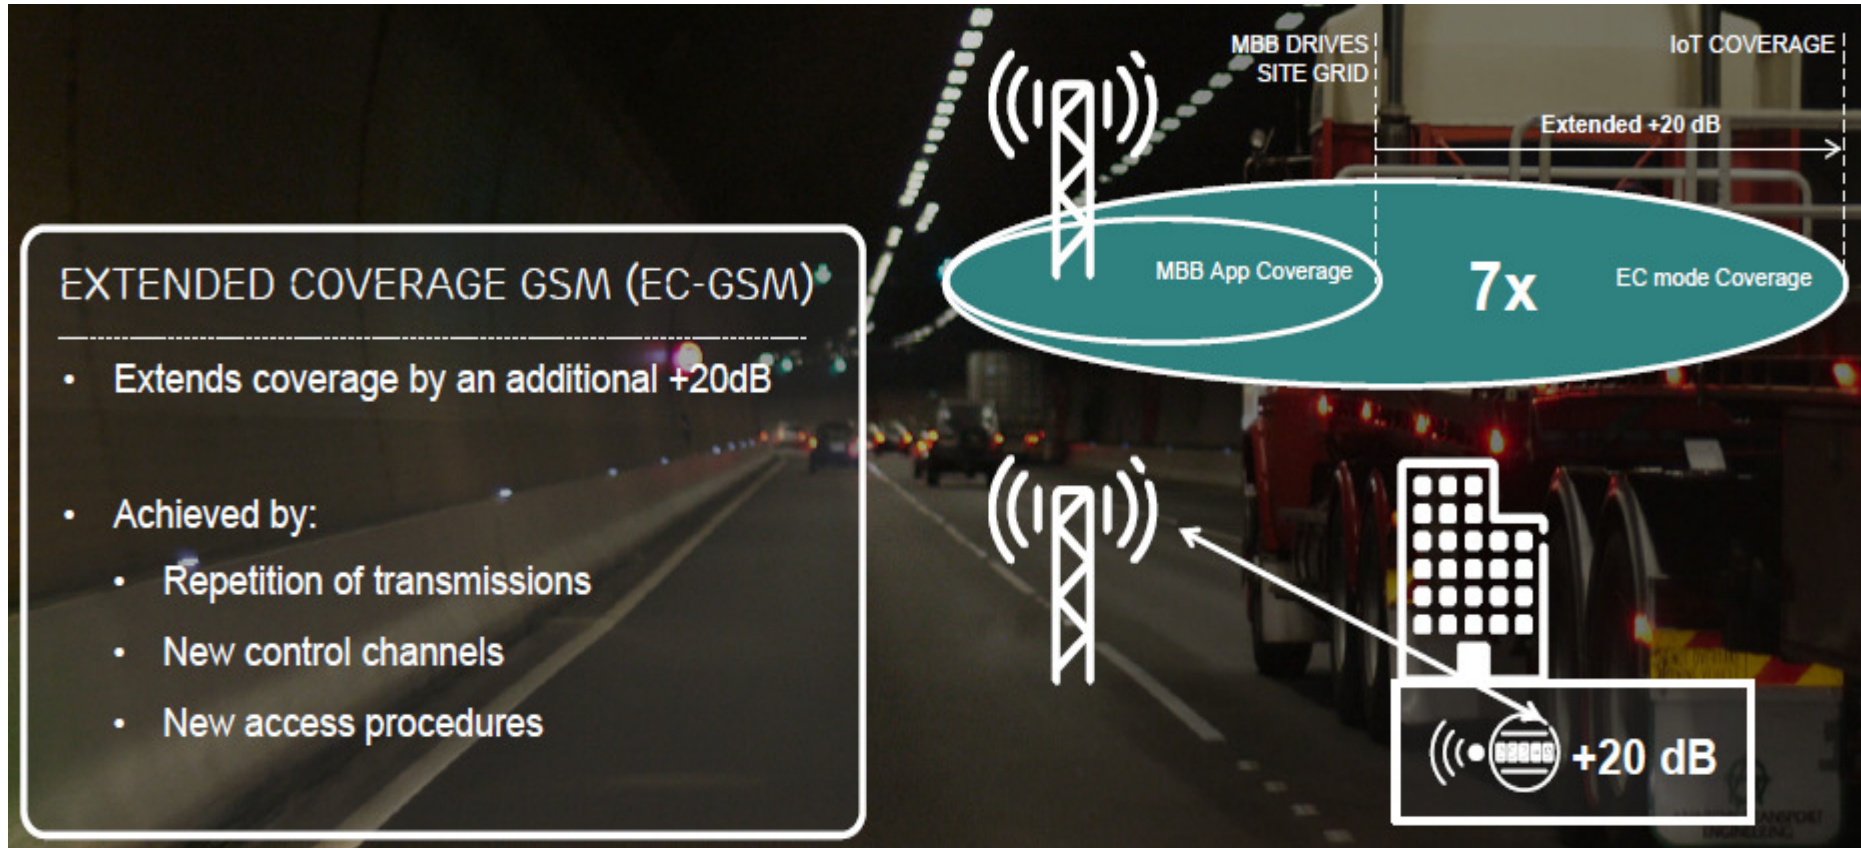 MBB DRIVES
SITE GRID
IoT COVERAGE
Extended +20 dB
MBB App Coverage
7x
EC mode Coverage
EXTENDED COVERAGE GSM (EC-GSM)
• Extends coverage by an additional +20dB
• Achieved by:
• Repetition of transmissions
• New control channels
• New access procedures
+20 dB